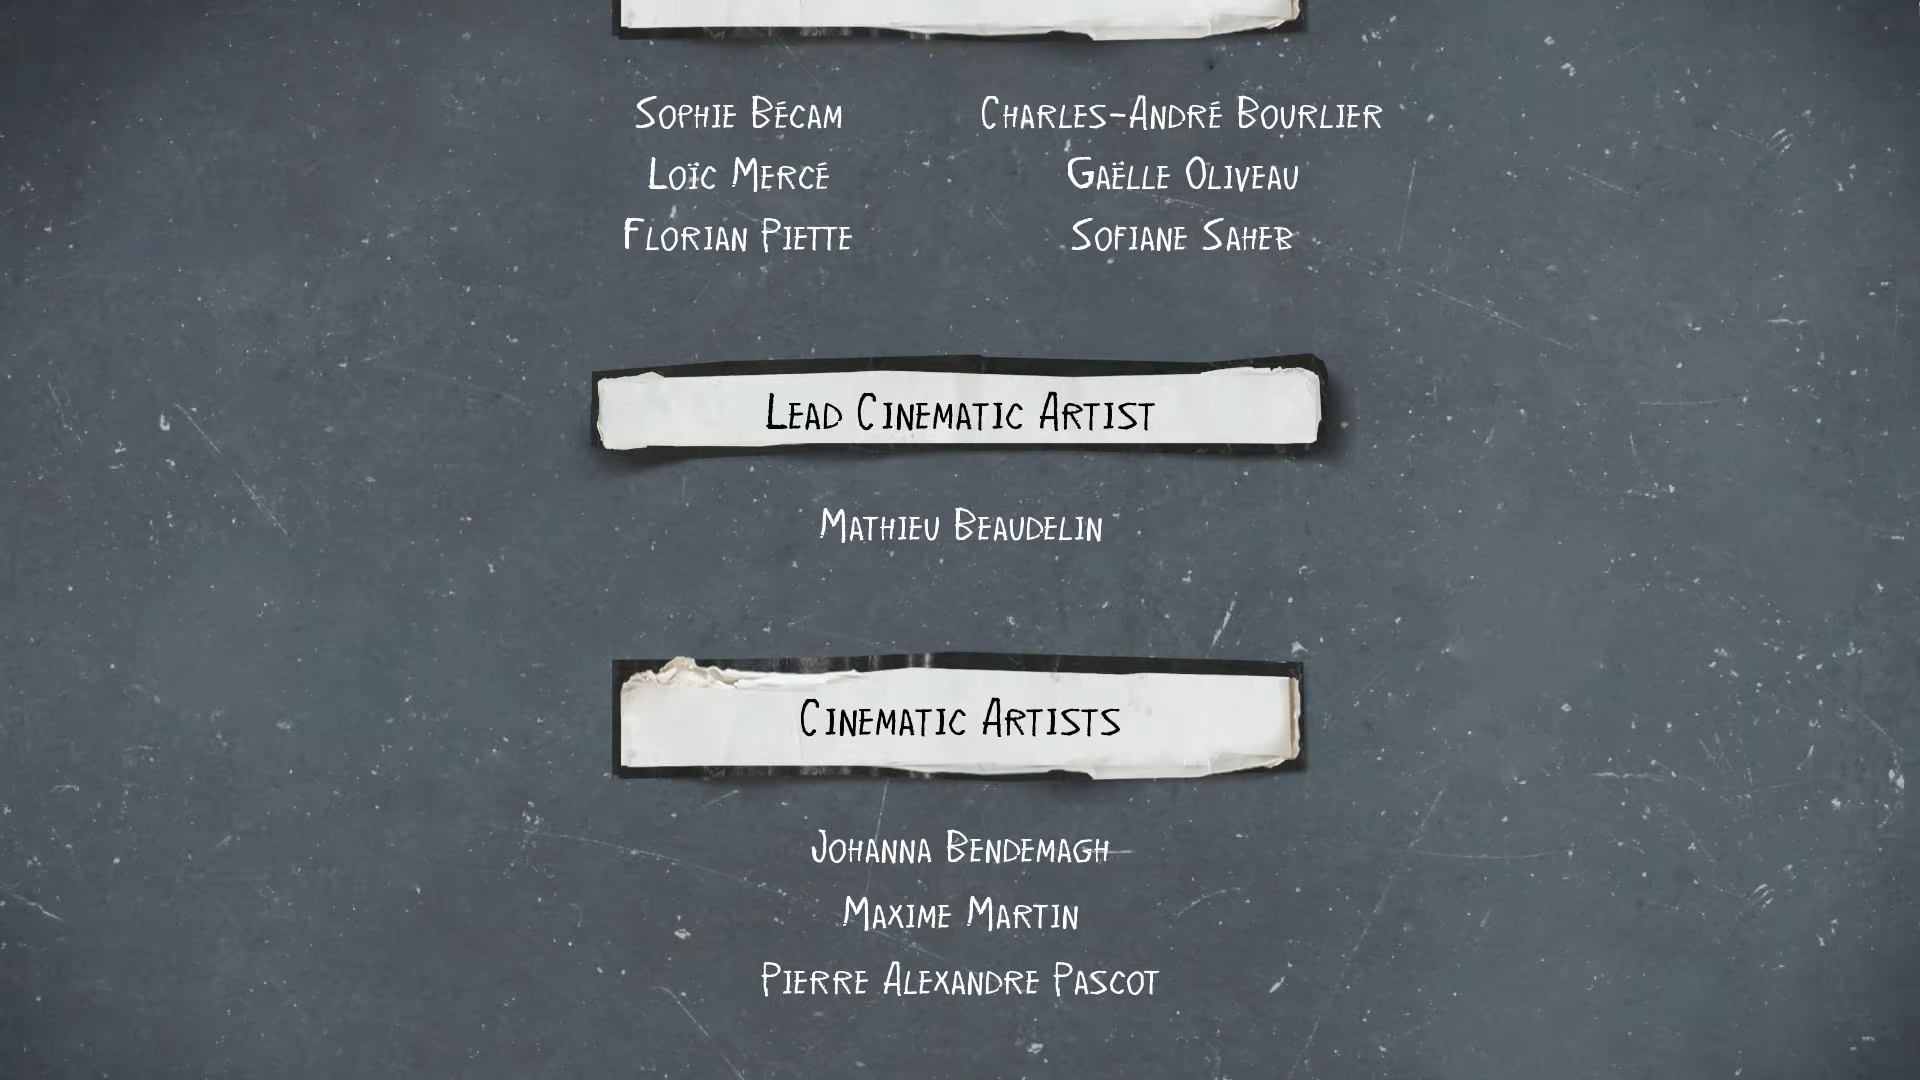 Sophie Bécam Charles-André Bourlier
Loïc Mercé Gaëlle Oliveau
Florian Piette Sofiane Saheb
Lead Cinematic Artist
Mathieu Beaudelin
Cinematic Artists
Johanna Bendemagh
Maxime Martin
Pierre Alexandre Pascot